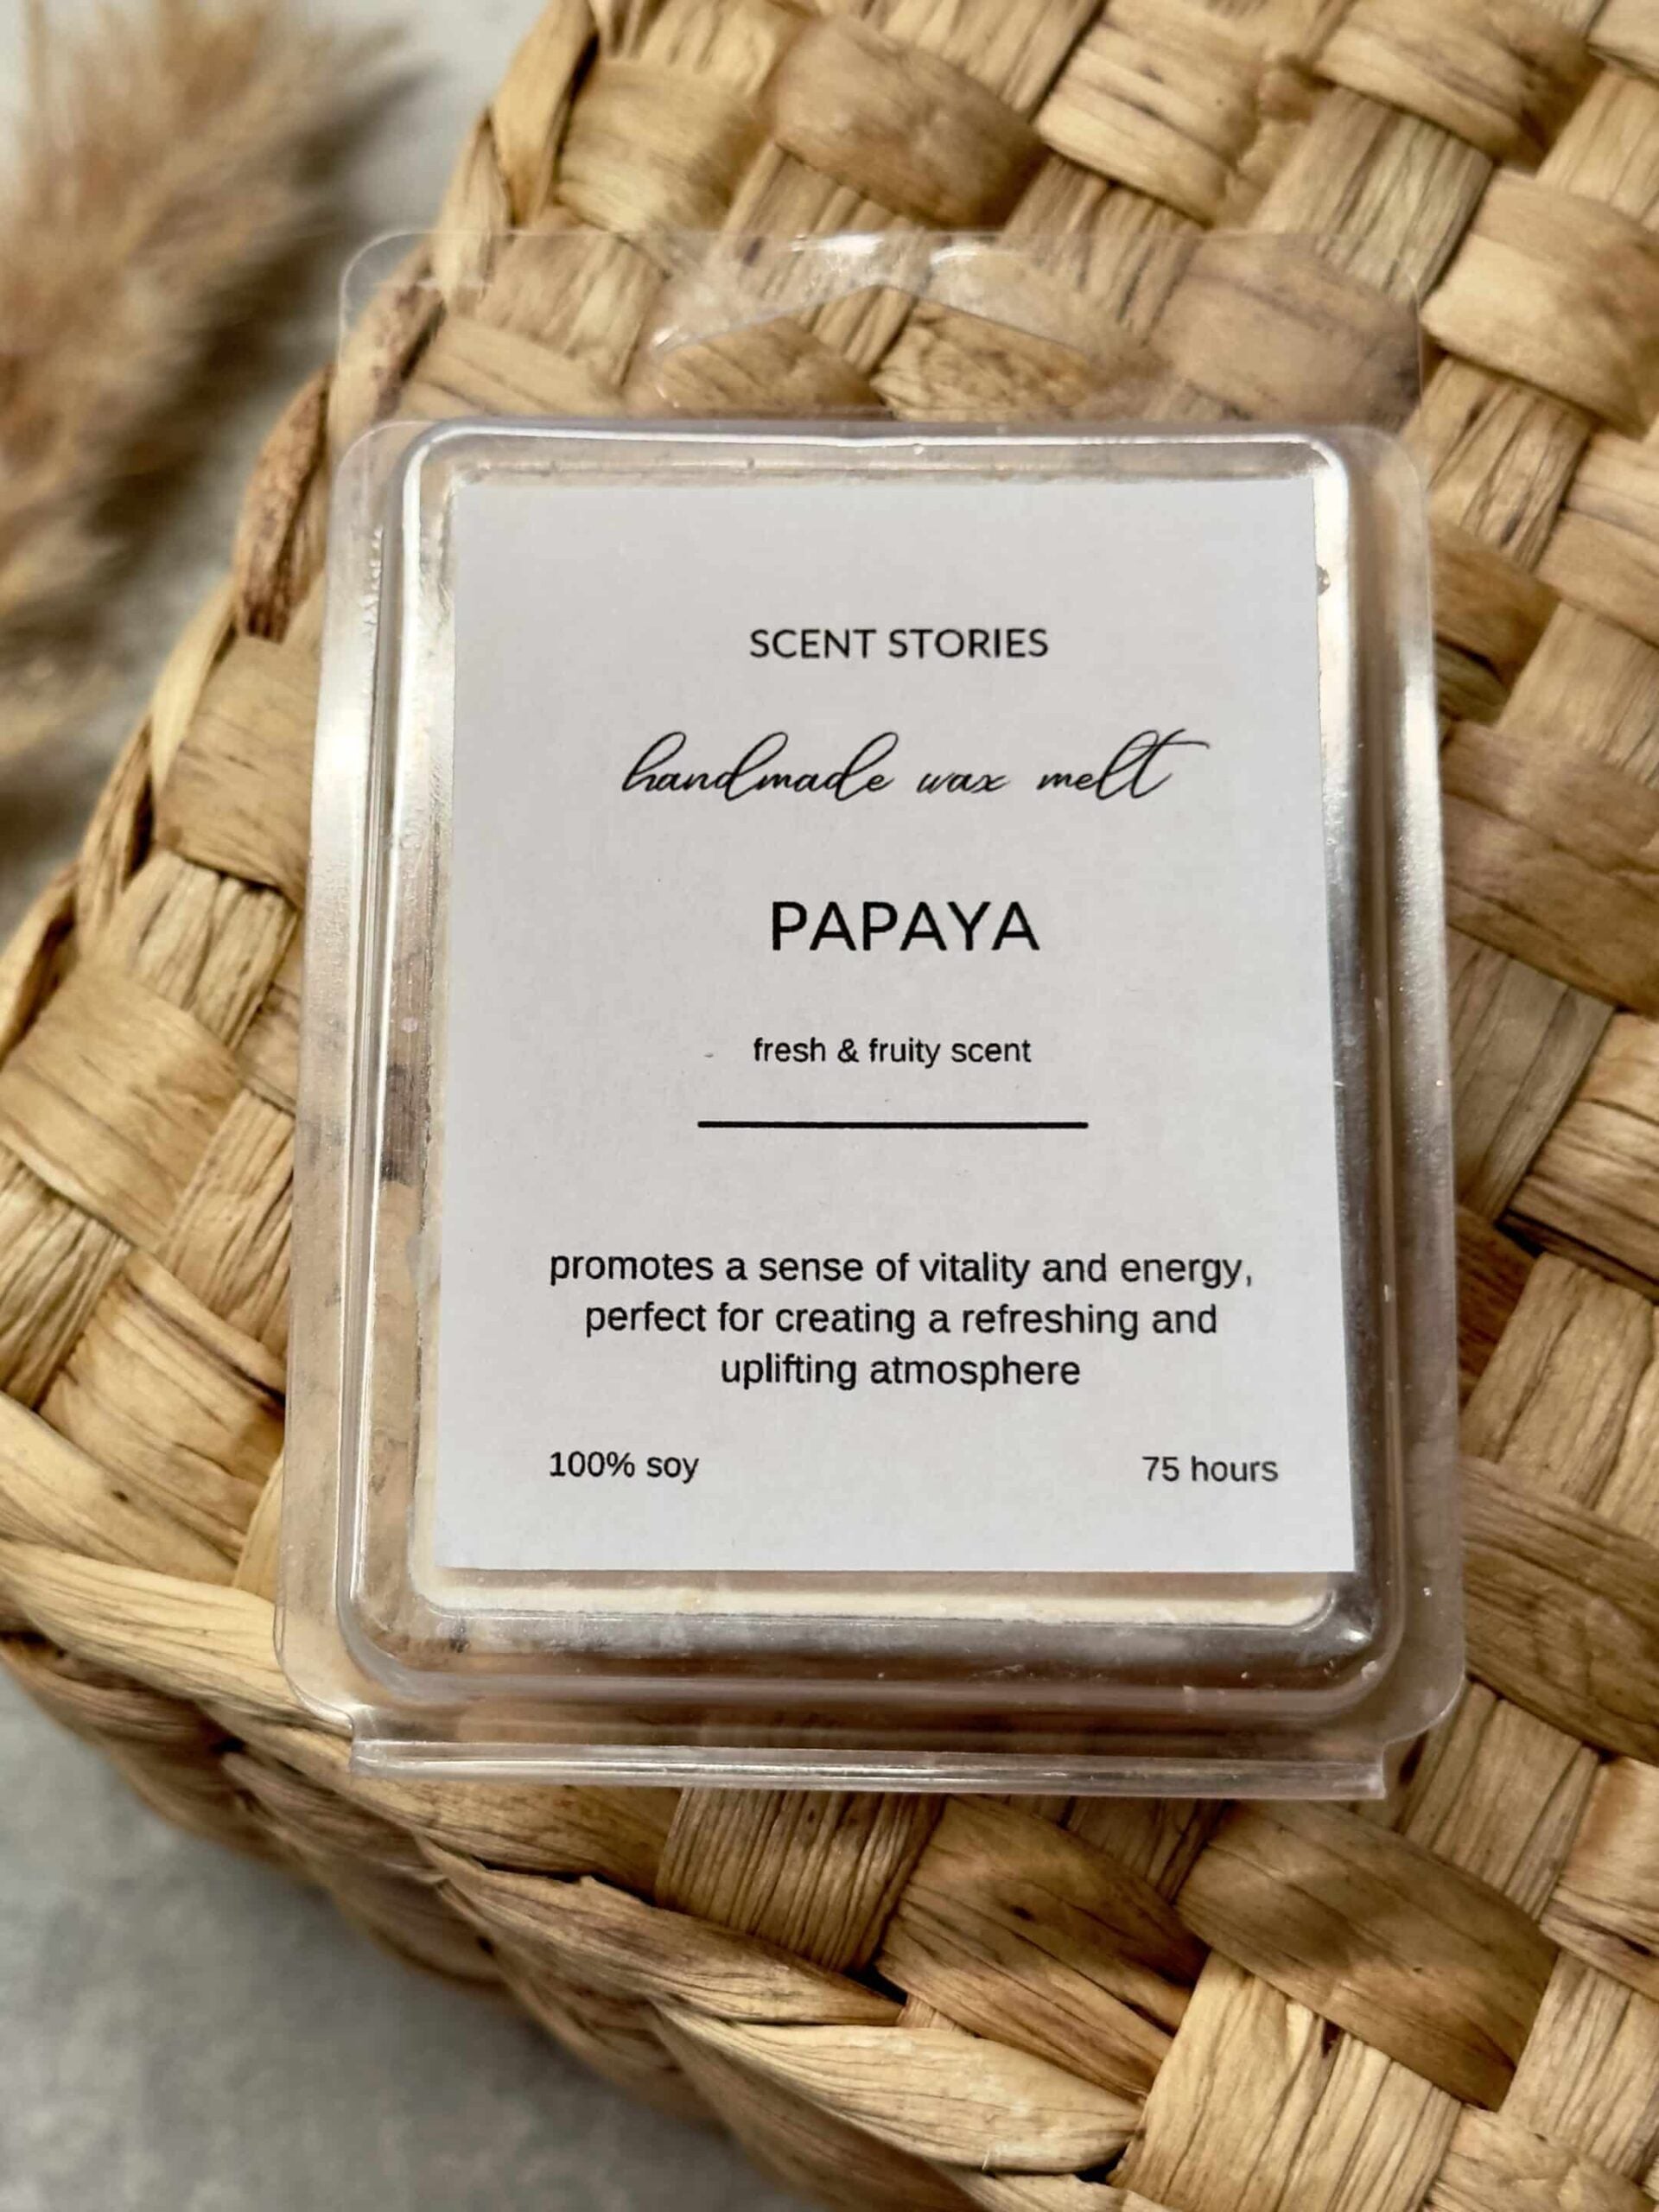 SCENT STORIES
handmade wax melt
PAPAYA
fresh & fruity scent
promotes a sense of vitality and energy,
perfect for creating a refreshing and
uplifting atmosphere
100% soy 75 hours